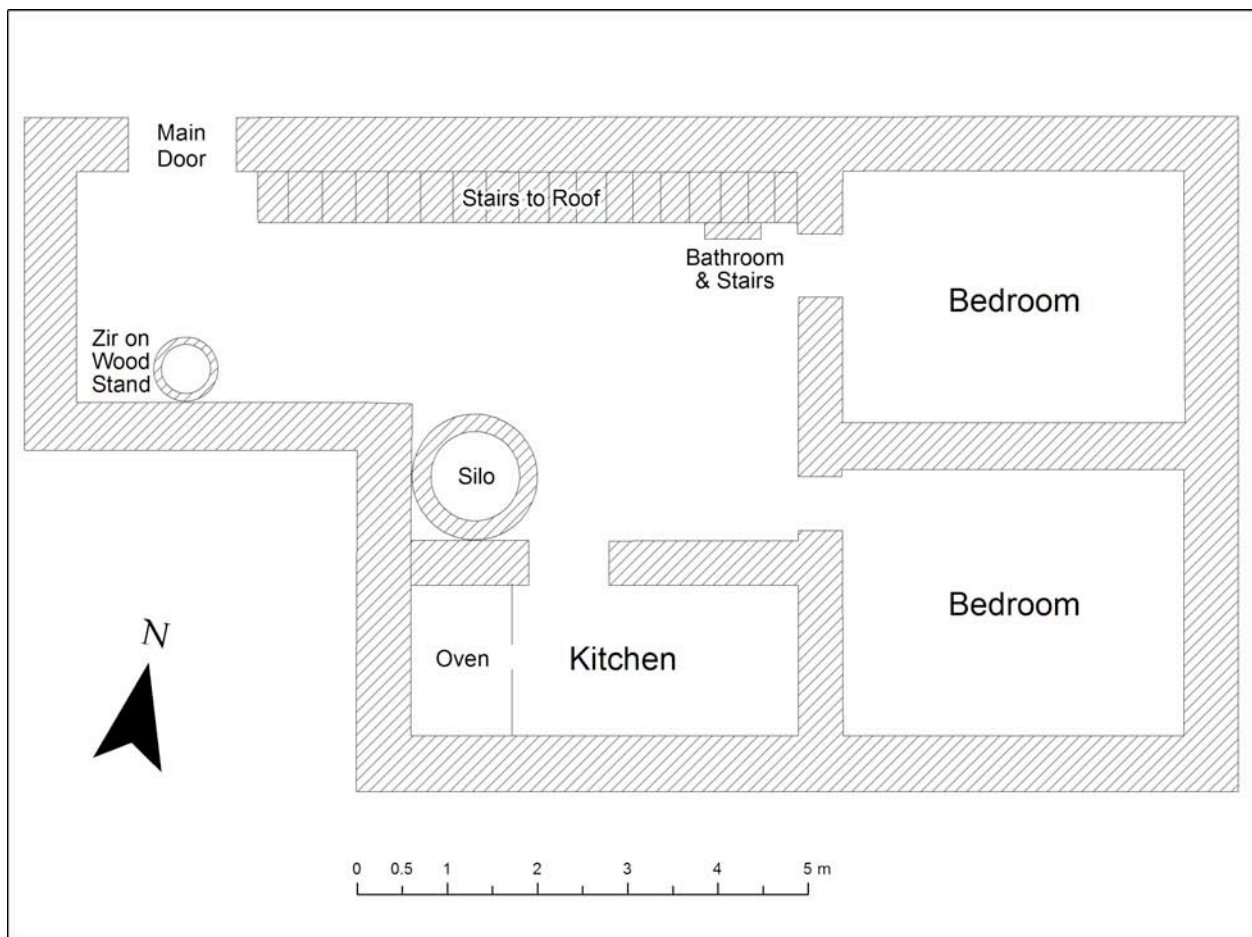 Main
Door
Stairs to Roof
Bathroom
& Stairs
Bedroom
Zir on
Wood
Stand
Silo
Bedroom
Oven
Kitchen
N
0 0.5 1 2 3 4 5 m